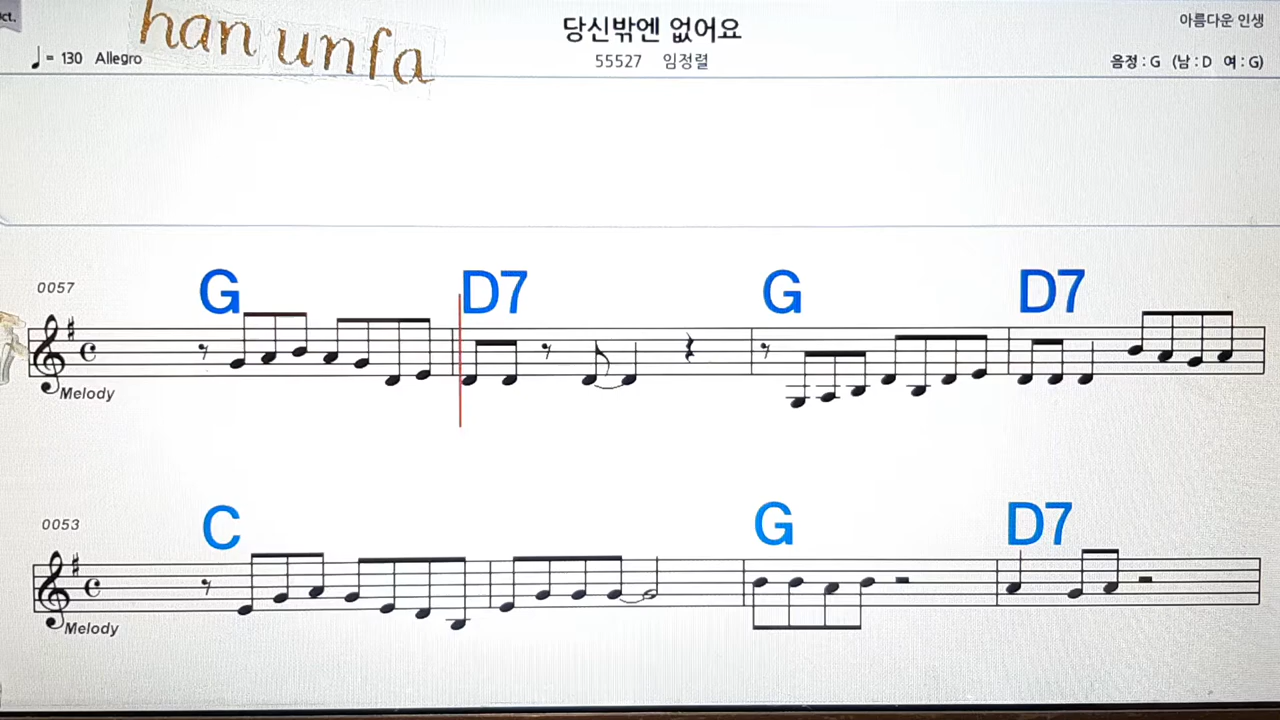 ct.
han unfa
당신밖엔 없어요
아름다운 인생
♩= 130 Allegro
55527 임정렬
음정 : G (남 : D 여 : G)
G D7 G D7
0057
Melody
C G D7
0053
Melody